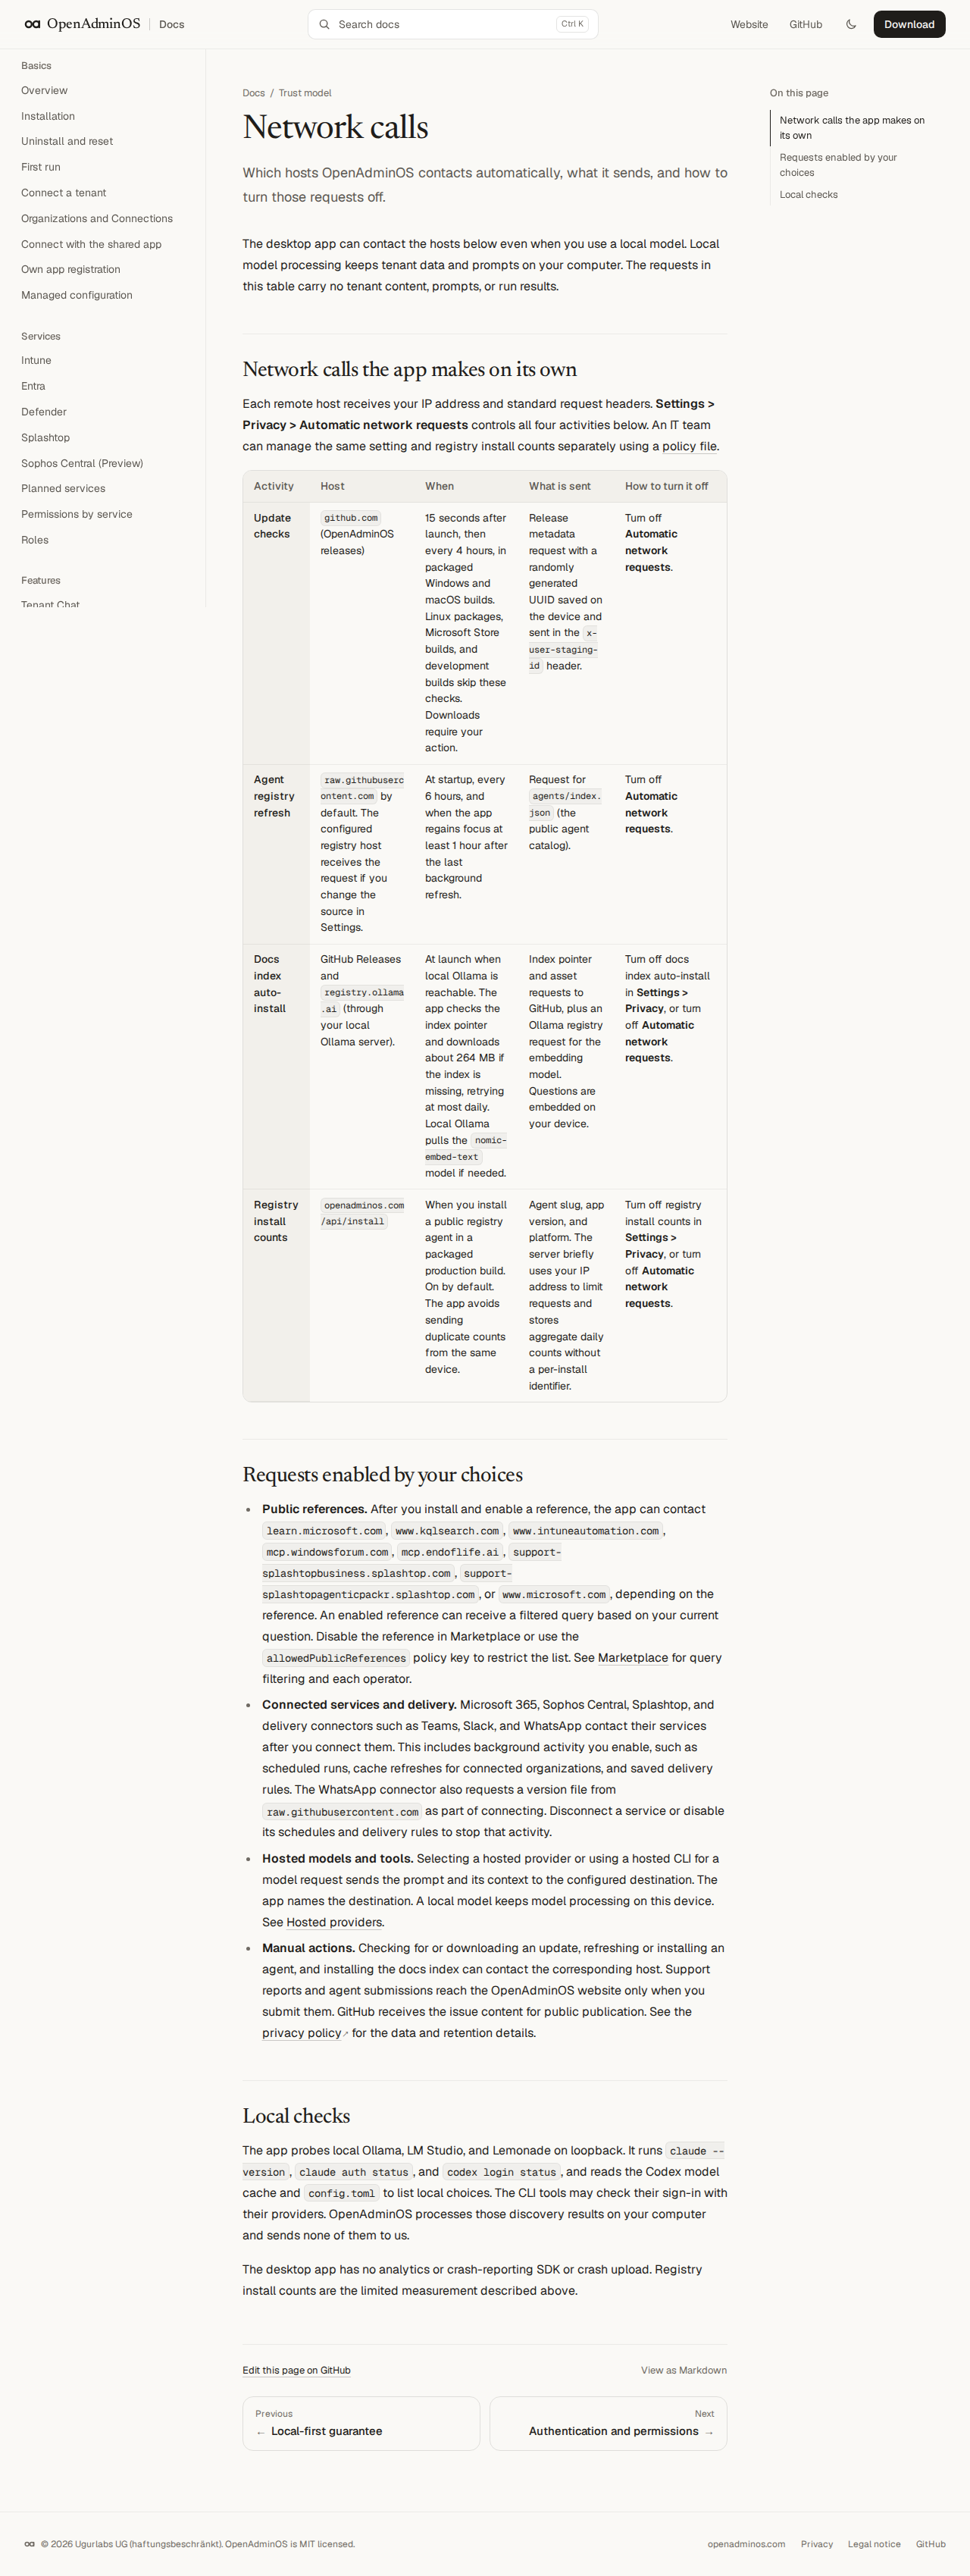 OpenAdminOS
Docs
Search docs
Ctrl K
Website
GitHub
Download
Basics
Overview
Installation
Uninstall and reset
First run
Connect a tenant
Organizations and Connections
Connect with the shared app
Own app registration
Managed configuration
Services
Intune
Entra
Defender
Splashtop
Sophos Central (Preview)
Planned services
Permissions by service
Roles
Features
Tenant Chat
Docs / Trust model
Network calls
Which hosts OpenAdminOS contacts automatically, what it sends, and how to
turn those requests off.
The desktop app can contact the hosts below even when you use a local model. Local
model processing keeps tenant data and prompts on your computer. The requests in
this table carry no tenant content, prompts, or run results.
On this page
Network calls the app makes on
its own
Requests enabled by your
choices
Local checks
Network calls the app makes on its own
Each remote host receives your IP address and standard request headers. Settings >
Privacy > Automatic network requests controls all four activities below. An IT team
can manage the same setting and registry install counts separately using a policy file.
Activity
Host
When
What is sent
How to turn it off
Update
checks
github.com
(OpenAdminOS
releases)
15 seconds after
launch, then
every 4 hours, in
packaged
Windows and
macOS builds.
Linux packages,
Microsoft Store
builds, and
development
builds skip these
checks.
Downloads
require your
action.
Release
metadata
request with a
randomly
generated
UUID saved on
the device and
sent in the x-
user-staging-
id header.
Turn off
Automatic
network
requests.
Agent
registry
refresh
raw.githubuserc
ontent.com by
default. The
configured
registry host
receives the
request if you
change the
source in
Settings.
At startup, every
6 hours, and
when the app
regains focus at
least 1 hour after
the last
background
refresh.
Request for
agents/index.
json (the
public agent
catalog).
Turn off
Automatic
network
requests.
Docs
index
auto-
install
GitHub Releases
and
registry.ollama
.ai (through
your local
Ollama server).
At launch when
local Ollama is
reachable. The
app checks the
index pointer
and downloads
about 264 MB if
the index is
missing, retrying
at most daily.
Local Ollama
pulls the nomic-
embed-text
model if needed.
Index pointer
and asset
requests to
GitHub, plus an
Ollama registry
request for the
embedding
model.
Questions are
embedded on
your device.
Turn off docs
index auto-install
in Settings >
Privacy, or turn
off Automatic
network
requests.
Registry
install
counts
openadminos.com
/api/install
When you install
a public registry
agent in a
packaged
production build.
On by default.
The app avoids
sending
duplicate counts
from the same
device.
Agent slug, app
version, and
platform. The
server briefly
uses your IP
address to limit
requests and
stores
aggregate daily
counts without
a per-install
identifier.
Turn off registry
install counts in
Settings >
Privacy, or turn
off Automatic
network
requests.
Requests enabled by your choices
Public references. After you install and enable a reference, the app can contact
learn.microsoft.com, www.kqlsearch.com, www.intuneautomation.com,
mcp.windowsforum.com, mcp.endoflife.ai, support-
splashtopbusiness.splashtop.com, support-
splashtopagenticpackr.splashtop.com, or www.microsoft.com, depending on the
reference. An enabled reference can receive a filtered query based on your current
question. Disable the reference in Marketplace or use the
allowedPublicReferences policy key to restrict the list. See Marketplace for query
filtering and each operator.
Connected services and delivery. Microsoft 365, Sophos Central, Splashtop, and
delivery connectors such as Teams, Slack, and WhatsApp contact their services
after you connect them. This includes background activity you enable, such as
scheduled runs, cache refreshes for connected organizations, and saved delivery
rules. The WhatsApp connector also requests a version file from
raw.githubusercontent.com as part of connecting. Disconnect a service or disable
its schedules and delivery rules to stop that activity.
Hosted models and tools. Selecting a hosted provider or using a hosted CLI for a
model request sends the prompt and its context to the configured destination. The
app names the destination. A local model keeps model processing on this device.
See Hosted providers.
Manual actions. Checking for or downloading an update, refreshing or installing an
agent, and installing the docs index can contact the corresponding host. Support
reports and agent submissions reach the OpenAdminOS website only when you
submit them. GitHub receives the issue content for public publication. See the
privacy policy↗ for the data and retention details.
Local checks
The app probes local Ollama, LM Studio, and Lemonade on loopback. It runs claude --
version, claude auth status, and codex login status, and reads the Codex model
cache and config.toml to list local choices. The CLI tools may check their sign-in with
their providers. OpenAdminOS processes those discovery results on your computer
and sends none of them to us.
The desktop app has no analytics or crash-reporting SDK or crash upload. Registry
install counts are the limited measurement described above.
Edit this page on GitHub
View as Markdown
Previous
← Local-first guarantee
Next
Authentication and permissions →
© 2026 Ugurlabs UG (haftungsbeschränkt). OpenAdminOS is MIT licensed.
openadminos.com
Privacy
Legal notice
GitHub